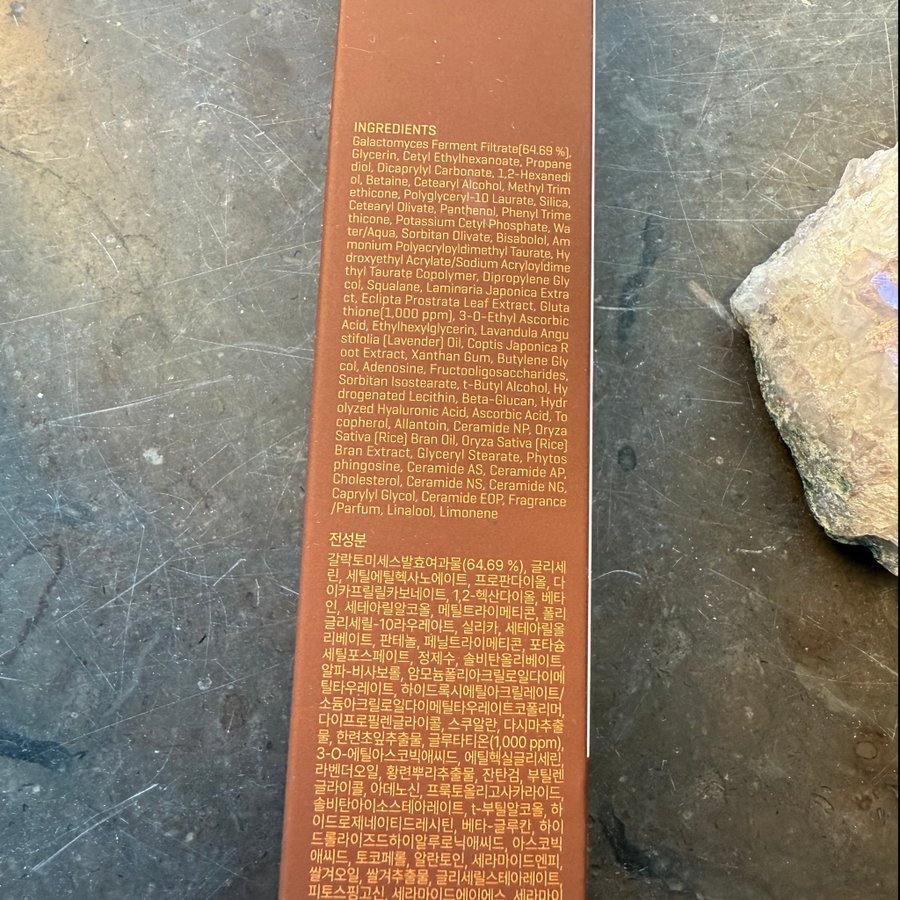 INGREDIENTS
Galactomyces Ferment Filtrate(64.69 %),
Glycerin, Cetyl Ethylhexanoate, Propane
diol, Dicaprylyl Carbonate, 1,2-Hexanedi
ol, Betaine, Cetearyl Alcohol, Methyl Trim
ethicone, Polyglyceryl-10 Laurate, Silica,
Cetearyl Olivate, Panthenol, Phenyl Trime
thicone, Potassium Cetyl Phosphate, Wa
ter/Aqua, Sorbitan Olivate, Bisabolol, Am
monium Polyacryloyldimethyl Taurate, Hy
droxyethyl Acrylate/Sodium Acryloyldime
thyl Taurate Copolymer, Dipropylene Gly
col, Squalane, Laminaria Japonica Extra
ct, Eclipta Prostrata Leaf Extract, Gluta
thione(1,000 ppm), 3-O-Ethyl Ascorbic
Acid, Ethylhexylglycerin, Lavandula Angu
stifolia (Lavender) Oil, Coptis Japonica R
oot Extract, Xanthan Gum, Butylene Gly
col, Adenosine, Fructooligosaccharides,
Sorbitan Isostearate, t-Butyl Alcohol, Hy
drogenated Lecithin, Beta-Glucan, Hydr
olyzed Hyaluronic Acid, Ascorbic Acid, To
copherol, Allantoin, Ceramide NP, Oryza
Sativa (Rice) Bran Oil, Oryza Sativa (Rice)
Bran Extract, Glyceryl Stearate, Phytos
phingosine, Ceramide AS, Ceramide AP,
Cholesterol, Ceramide NS, Ceramide NG,
Caprylyl Glycol, Ceramide EOP, Fragrance
/Parfum, Linalool, Limonene
전성분
갈락토미세스발효여과물(64.69 %), 글리세
린, 세틸에틸헥사노에이트, 프로판다이올, 다
이카프릴릴카보네이트, 1,2-헥산다이올, 베타
인, 세테아릴알코올, 메틸트라이메티콘, 폴리
글리세릴-10라우레이트, 실리카, 세테아릴올
리베이트, 판테놀, 페닐트라이메티콘, 포타슘
세틸포스페이트, 정제수, 솔비탄올리베이트,
알파-비사보롤, 암모늄폴리아크릴로일다이메
틸타우레이트, 하이드록시에틸아크릴레이트/
소듐아크릴로일다이메틸타우레이트코폴리머,
다이프로필렌글라이콜, 스쿠알란, 다시마추출
물, 한련초잎추출물, 글루타티온(1,000 ppm),
3-O-에틸아스코빅애씨드, 에틸헥실글리세린,
라벤더오일, 황련뿌리추출물, 잔탄검, 부틸렌
글라이콜, 아데노신, 프룩토올리고사카라이드,
솔비탄아이소스테아레이트, t-부틸알코올, 하
이드로제네이티드레시틴, 베타-글루칸, 하이
드롤라이즈드하이알루로닉애씨드, 아스코빅
애씨드, 토코페롤, 알란토인, 세라마이드엔피,
쌀겨오일, 쌀겨추출물, 글리세릴스테아레이트,
피토스핑고신, 세라마이드에이에스, 세라마이